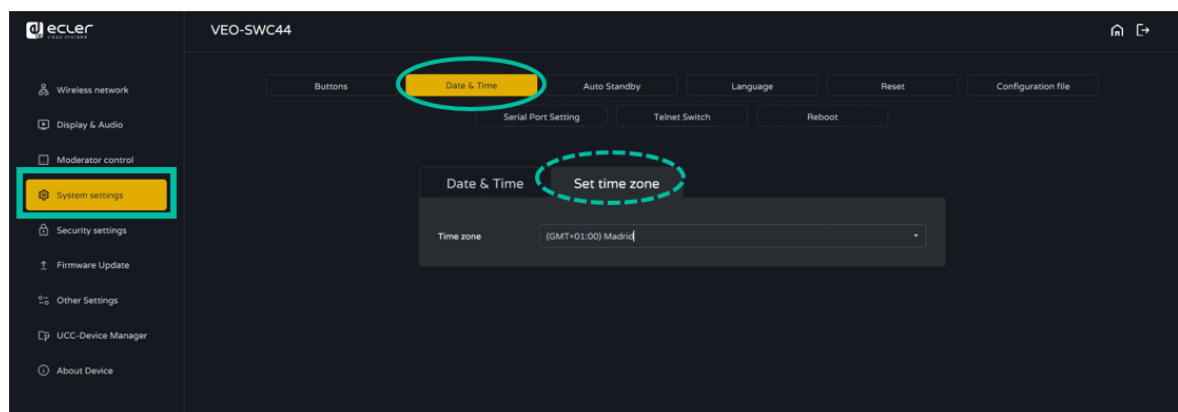 ecler
VIDEO SYSTEMS
VEO-SWC44
Wireless network
Display & Audio
Moderator control
System settings
Security settings
Firmware Update
Other Settings
UCC-Device Manager
About Device
Buttons Date & Time Auto Standby Language Reset Configuration file
Serial Port Setting Telnet Switch Reboot
Date & Time Set time zone
Time zone (GMT+01:00) Madrid